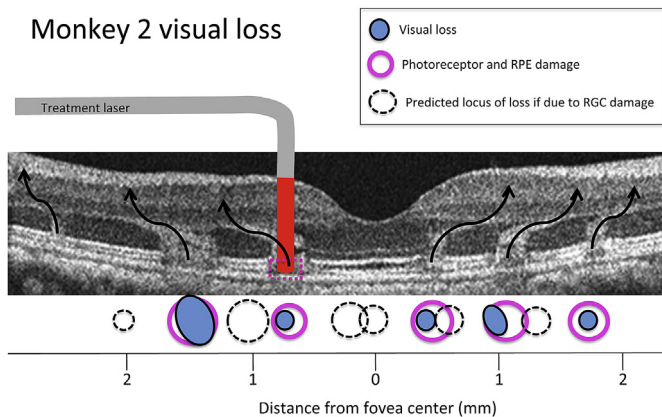 Monkey 2 visual loss
Visual loss
Photoreceptor and RPE damage
Predicted locus of loss if due to RGC damage
Treatment laser
2 1 0 1 2
Distance from fovea center (mm)